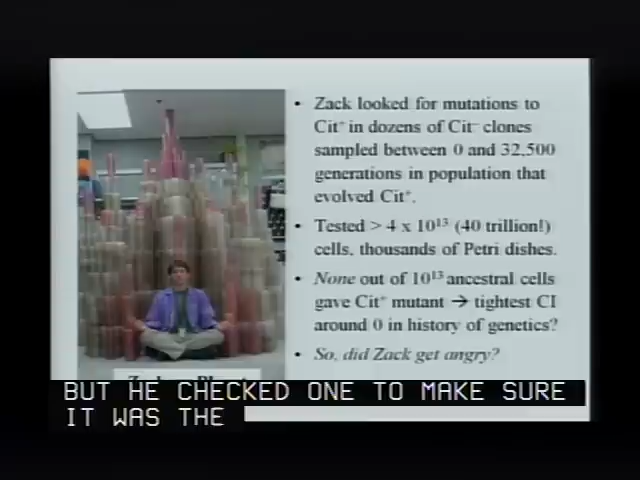 • Zack looked for mutations to
Cit⁺ in dozens of Cit⁻ clones
sampled between 0 and 32,500
generations in population that
evolved Cit⁺.
• Tested > 4 x 10¹³ (40 trillion!)
cells, thousands of Petri dishes.
• None out of 10¹³ ancestral cells
gave Cit⁺ mutant → tightest CI
around 0 in history of genetics?
• So, did Zack get angry?
BUT HE CHECKED ONE TO MAKE SURE
IT WAS THE